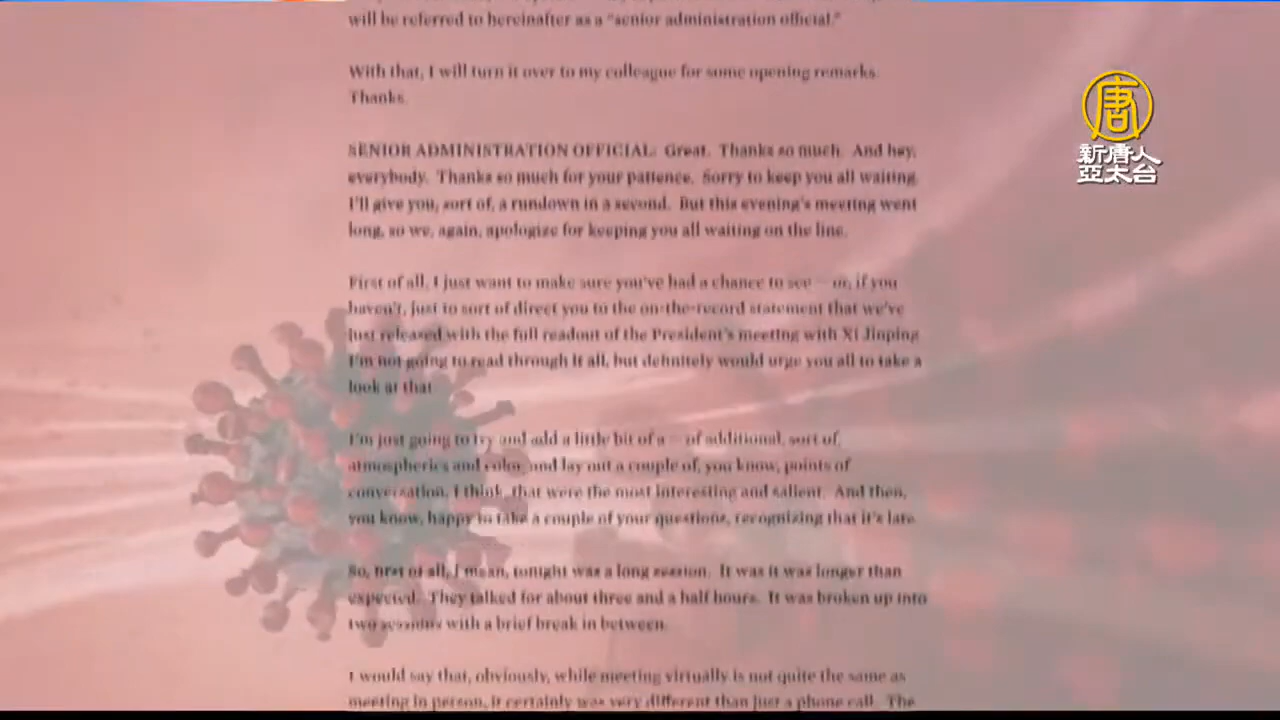 will be referred to hereinafter as a "senior administration official."
With that, I will turn it over to my colleague for some opening remarks.
Thanks.
SENIOR ADMINISTRATION OFFICIAL: Great. Thanks so much. And hey,
everybody. Thanks so much for your patience. Sorry to keep you all waiting.
I'll give you, sort of, a rundown in a second. But this evening's meeting went
long, so we, again, apologize for keeping you all waiting on the line.
First of all, I just want to make sure you've had a chance to see — or, if you
haven't, just to sort of direct you to the on-the-record statement that we've
just released with the full readout of the President's meeting with Xi Jinping.
I'm not going to read through it all, but definitely would urge you all to take a
look at that.
I'm just going to try and add a little bit of a — of additional, sort of,
atmospherics and color, and lay out a couple of, you know, points of
conversation, I think, that were the most interesting and salient. And then,
you know, happy to take a couple of your questions, recognizing that it's late.
So, first of all, I mean, tonight was a long session. It was it was longer than
expected. They talked for about three and a half hours. It was broken up into
two sessions with a brief break in between.
I would say that, obviously, while meeting virtually is not quite the same as
meeting in person, it certainly was very different than just a phone call. The
唐
新唐人
亞太台